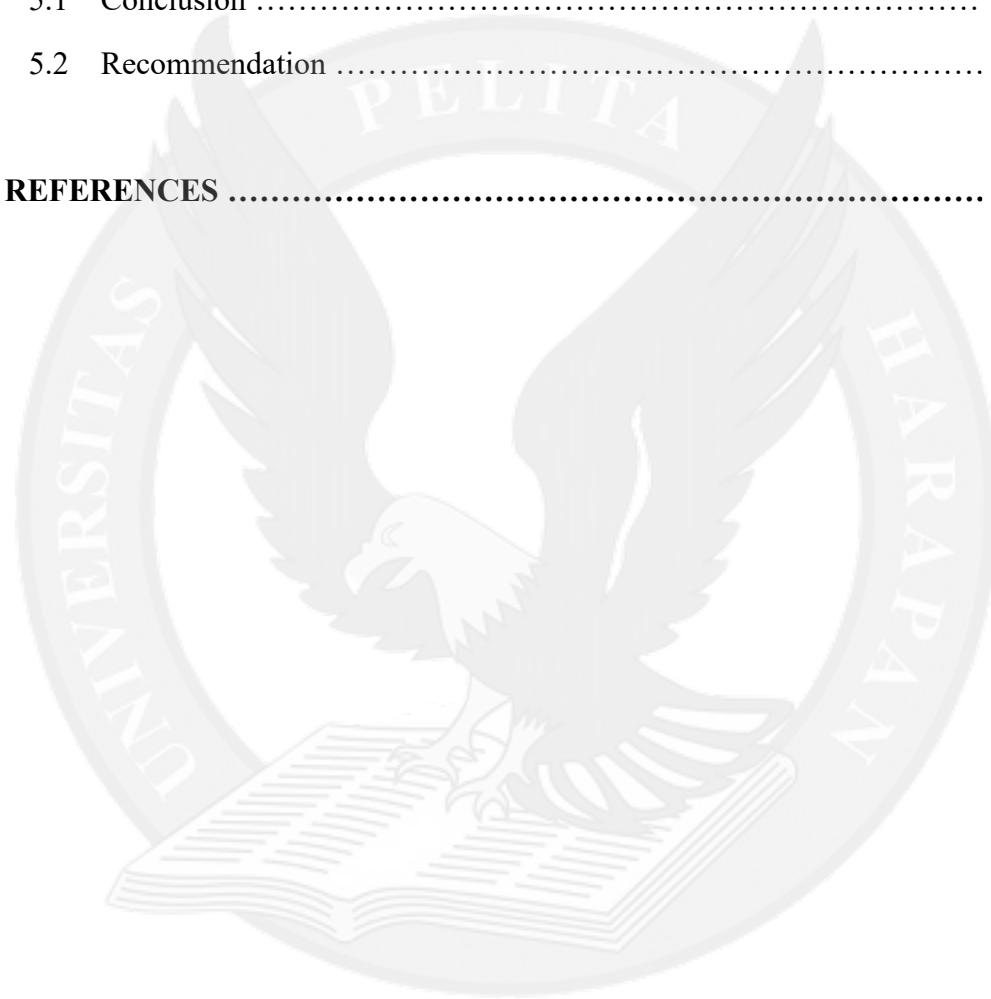 5.1 Conclusion ……………………………………………………………
5.2 Recommendation ……………………………………………………
REFERENCES ……………………………………………………………
UNIVERSITAS PELITA HARAPAN